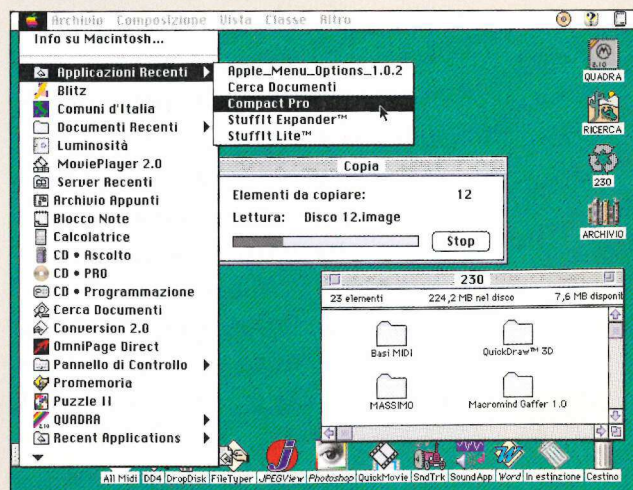 Archivio Composizione Vista Classe Altro
Info su Macintosh...
Applicazioni Recenti
Blitz
Comuni d'Italia
Documenti Recenti
Luminosità
MoviePlayer 2.0
Server Recenti
Archivio Appunti
Blocco Note
Calcolatrice
CD • Ascolto
CD • PRO
CD • Programmazione
Cerca Documenti
Conversion 2.0
OmniPage Direct
Pannello di Controllo
Promemoria
Puzzle II
QUADRA
Recent Applications
Apple_Menu_Options_1.0.2
Cerca Documenti
Compact Pro
StuffIt Expander™
StuffIt Lite™
Copia
Elementi da copiare: 12
Lettura: Disco 12.image
Stop
QUADRA
RICERCA
230
ARCHIVIO
230
23 elementi 224,2 MB nel disco 7,6 MB disponit
Basi MIDI
QuickDraw™ 3D
MASSIMO
Macromind Gaffer 1.0
All Midi DD4 DropDisk FileTyper JPEGView Photoshop QuickMovie SndTrk SoundApp Word In estinzione Cestino